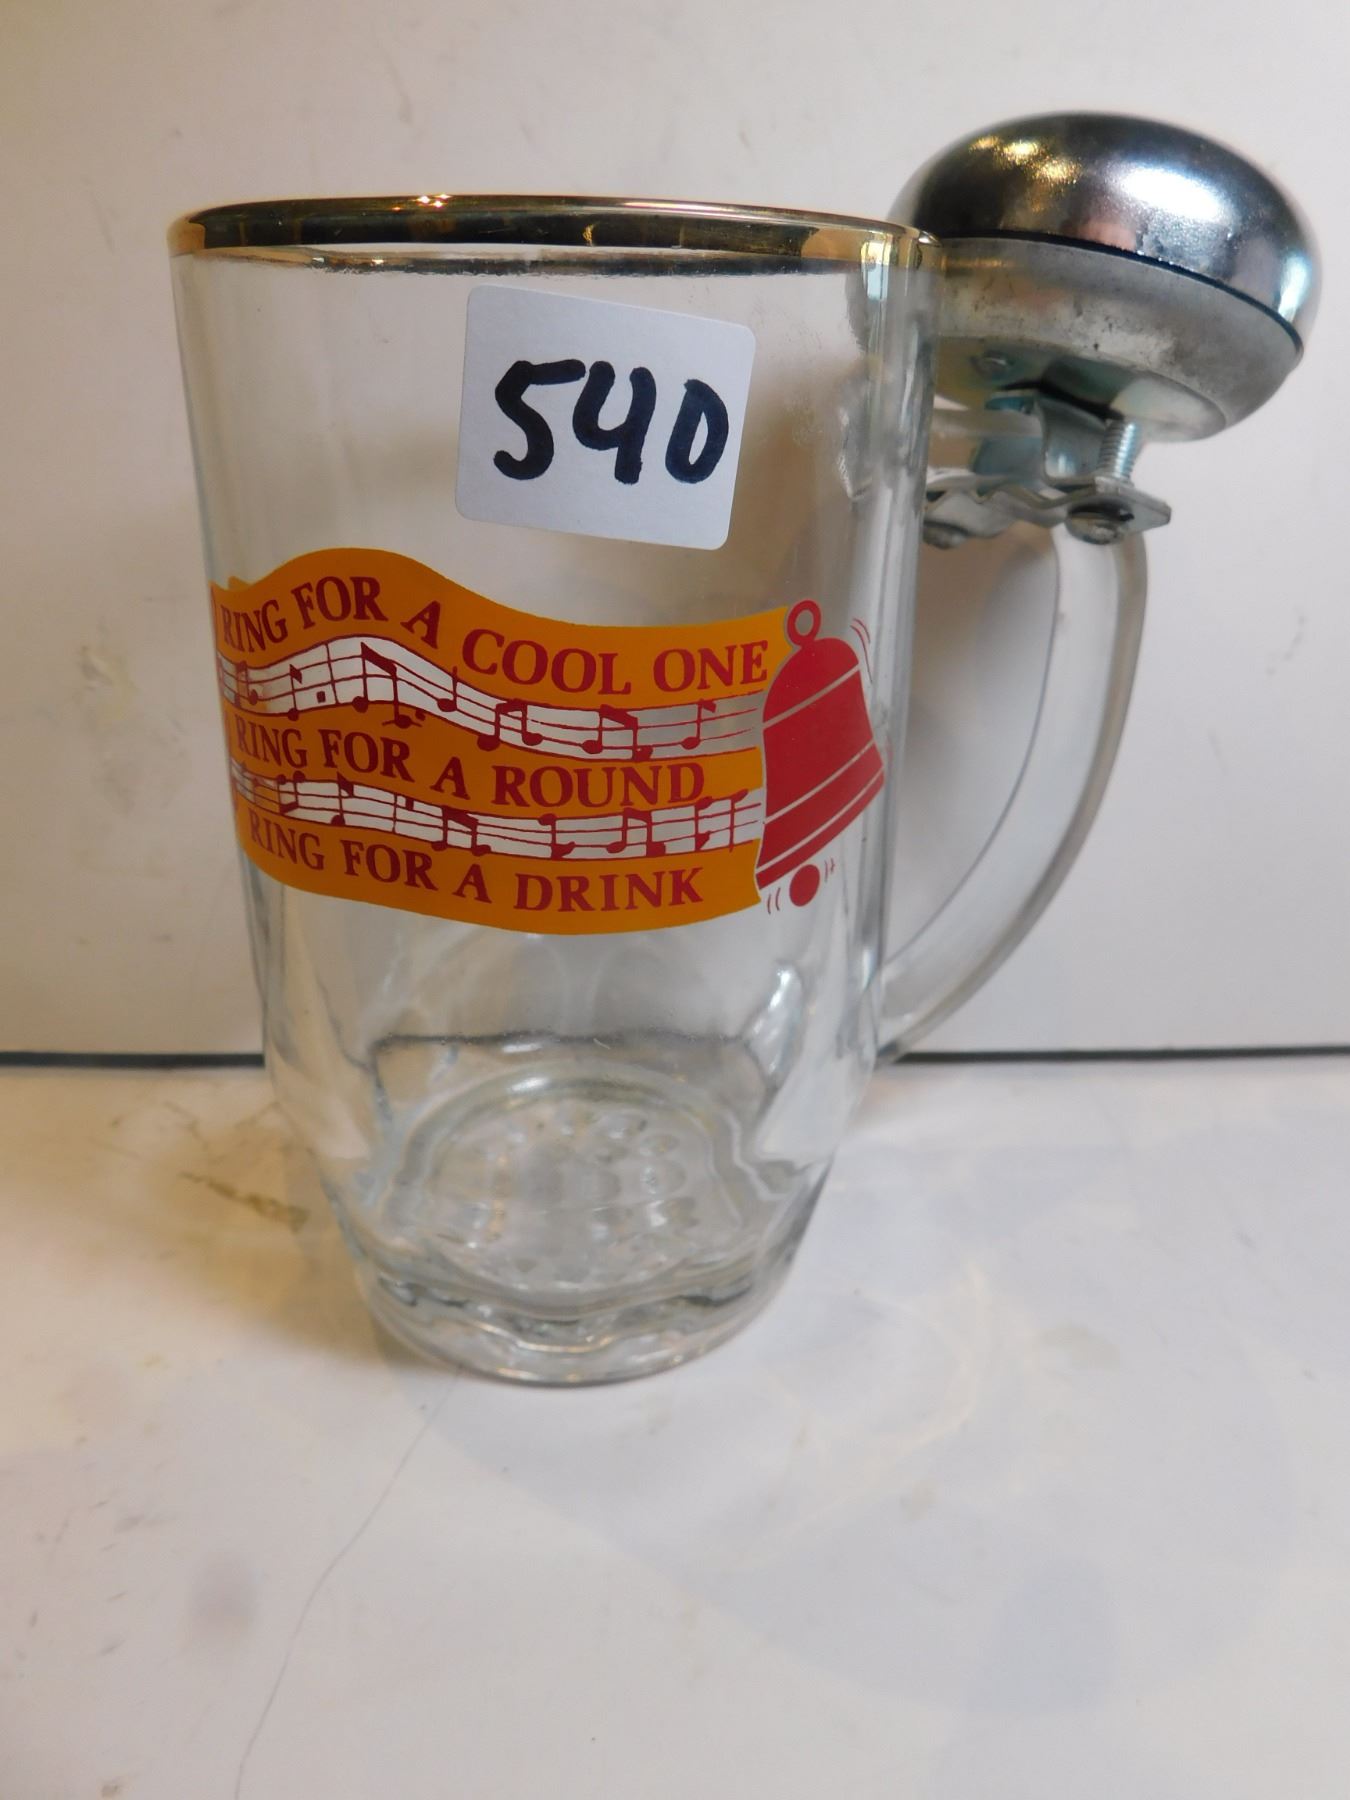 540
RING FOR A COOL ONE
RING FOR A ROUND
RING FOR A DRINK